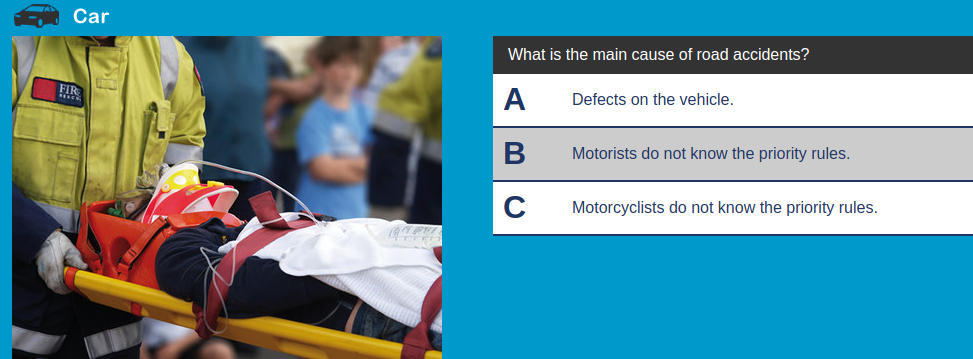 Car
What is the main cause of road accidents?
A Defects on the vehicle.
B Motorists do not know the priority rules.
C Motorcyclists do not know the priority rules.
FIRE